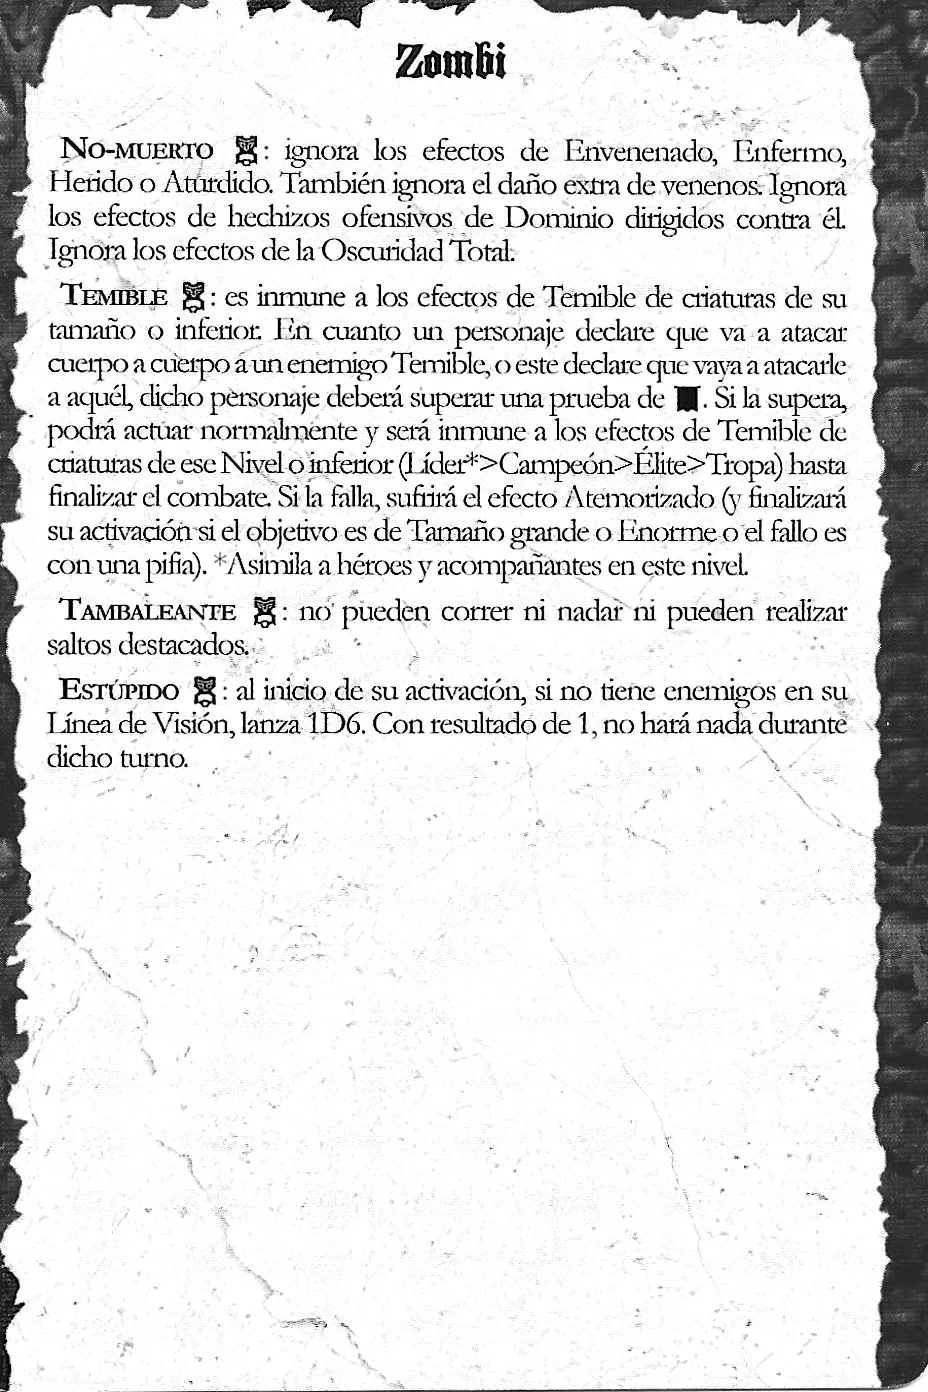 Zombi
No-muerto : ignora los efectos de Envenenado, Enfermo,
Herido o Aturdido. También ignora el daño extra de venenos. Ignora
los efectos de hechizos ofensivos de Dominio dirigidos contra él.
Ignora los efectos de la Oscuridad Total.
Temible : es inmune a los efectos de Temible de criaturas de su
tamaño o inferior. En cuanto un personaje declare que va a atacar
cuerpo a cuerpo a un enemigo Temible, o este declare que vaya a atacarle
a aquél, dicho personaje deberá superar una prueba de . Si la supera,
podrá actuar normalmente y será inmune a los efectos de Temible de
criaturas de ese Nivel o inferior (Líder*>Campeón>Élite>Tropa) hasta
finalizar el combate. Si la falla, sufrirá el efecto Atemorizado (y finalizará
su activación si el objetivo es de Tamaño grande o Enorme o el fallo es
con una pifia). *Asimila a héroes y acompañantes en este nivel.
Tambaleante : no pueden correr ni nadar ni pueden realizar
saltos destacados.
Estúpido : al inicio de su activación, si no tiene enemigos en su
Línea de Visión, lanza 1D6. Con resultado de 1, no hará nada durante
dicho turno.